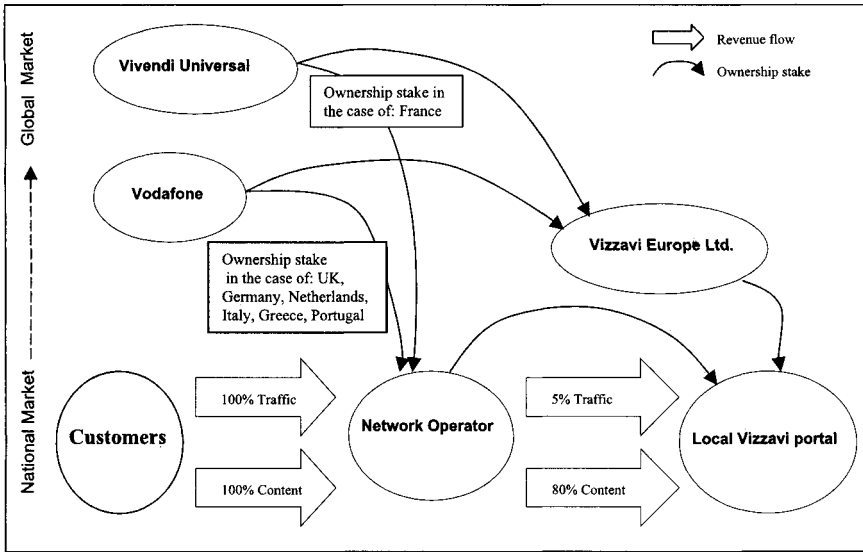 Global Market
National Market
Vivendi Universal
Revenue flow
Ownership stake
Ownership stake in
the case of: France
Vodafone
Vizzavi Europe Ltd.
Ownership stake
in the case of: UK,
Germany, Netherlands,
Italy, Greece, Portugal
100% Traffic
5% Traffic
Customers
Network Operator
Local Vizzavi portal
100% Content
80% Content